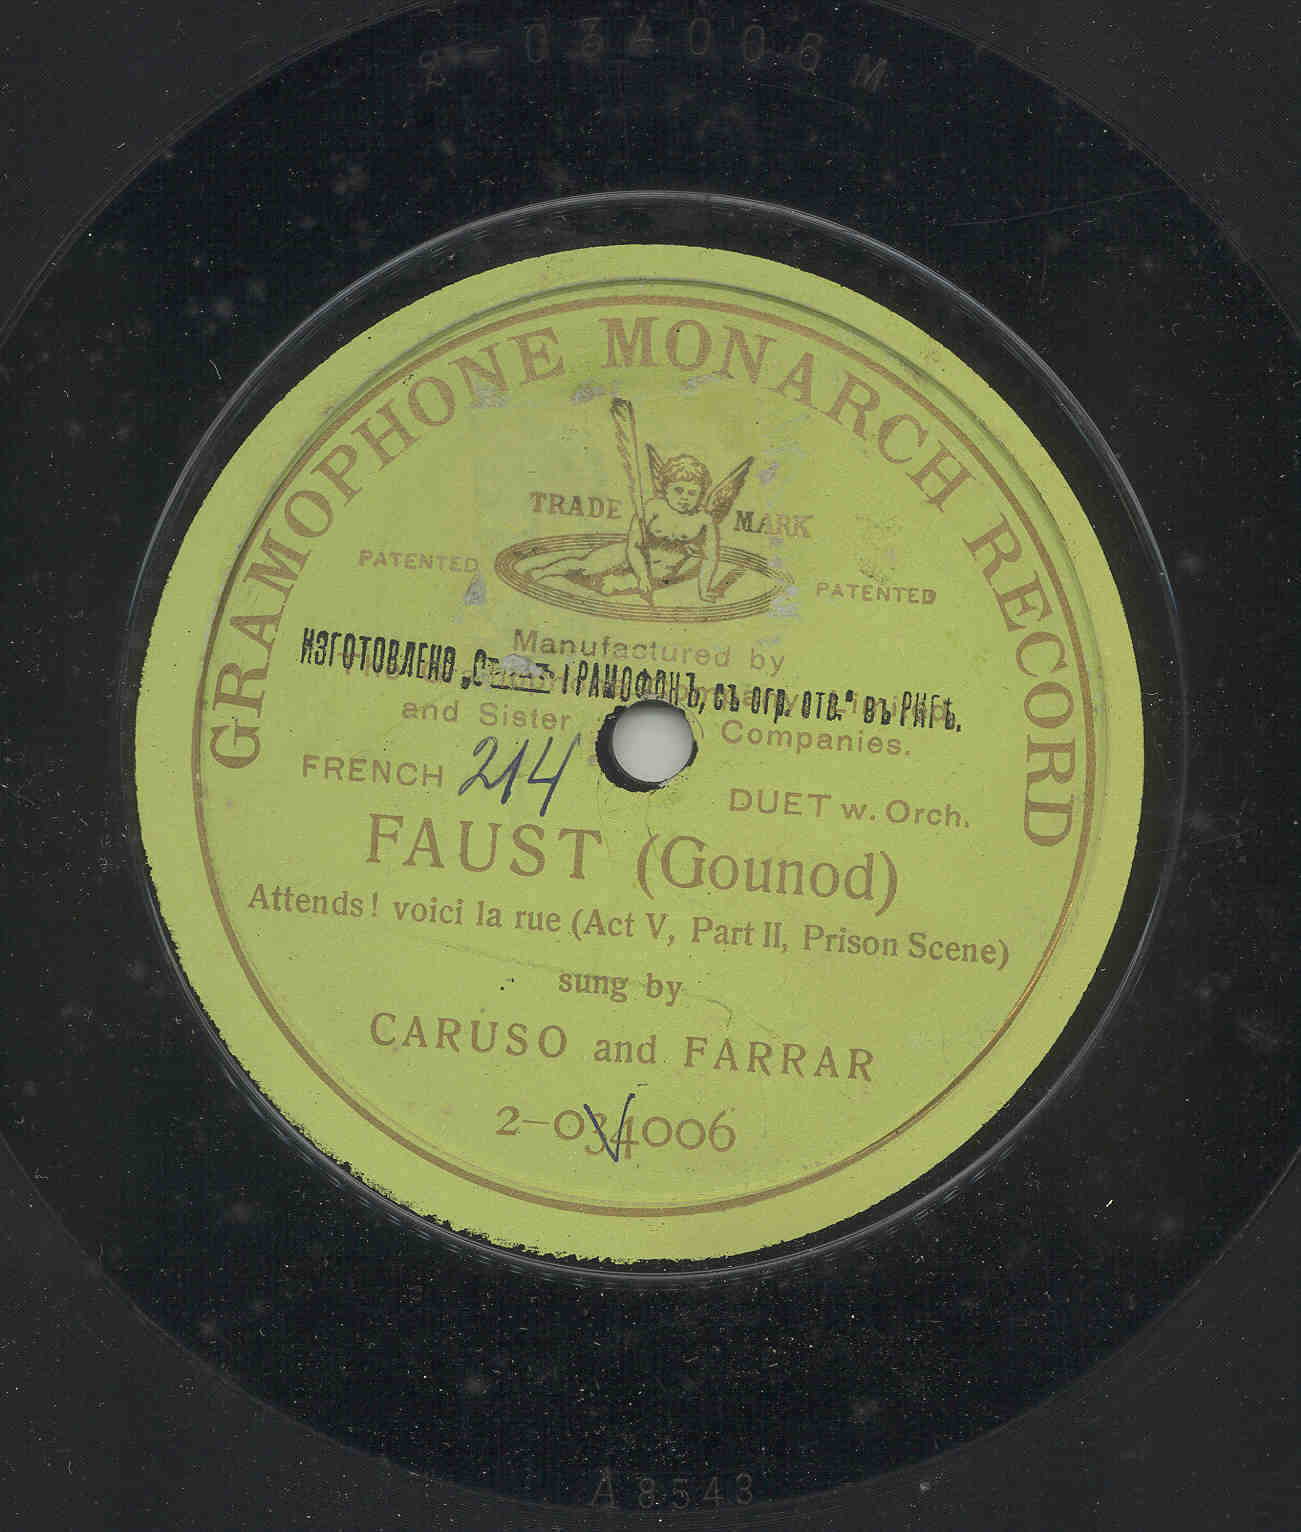 2-034006 M
GRAMOPHONE MONARCH RECORD
TRADE MARK
PATENTED PATENTED
Manufactured by
ИЗГОТОВЛЕНО ГРАМОФОНЪ, съ огр. отв." въ РИГѢ.
and Sister Companies.
FRENCH 214 DUET w. Orch.
FAUST (Gounod)
Attends! voici la rue (Act V, Part II, Prison Scene)
sung by
CARUSO and FARRAR
2-034006
A 8543